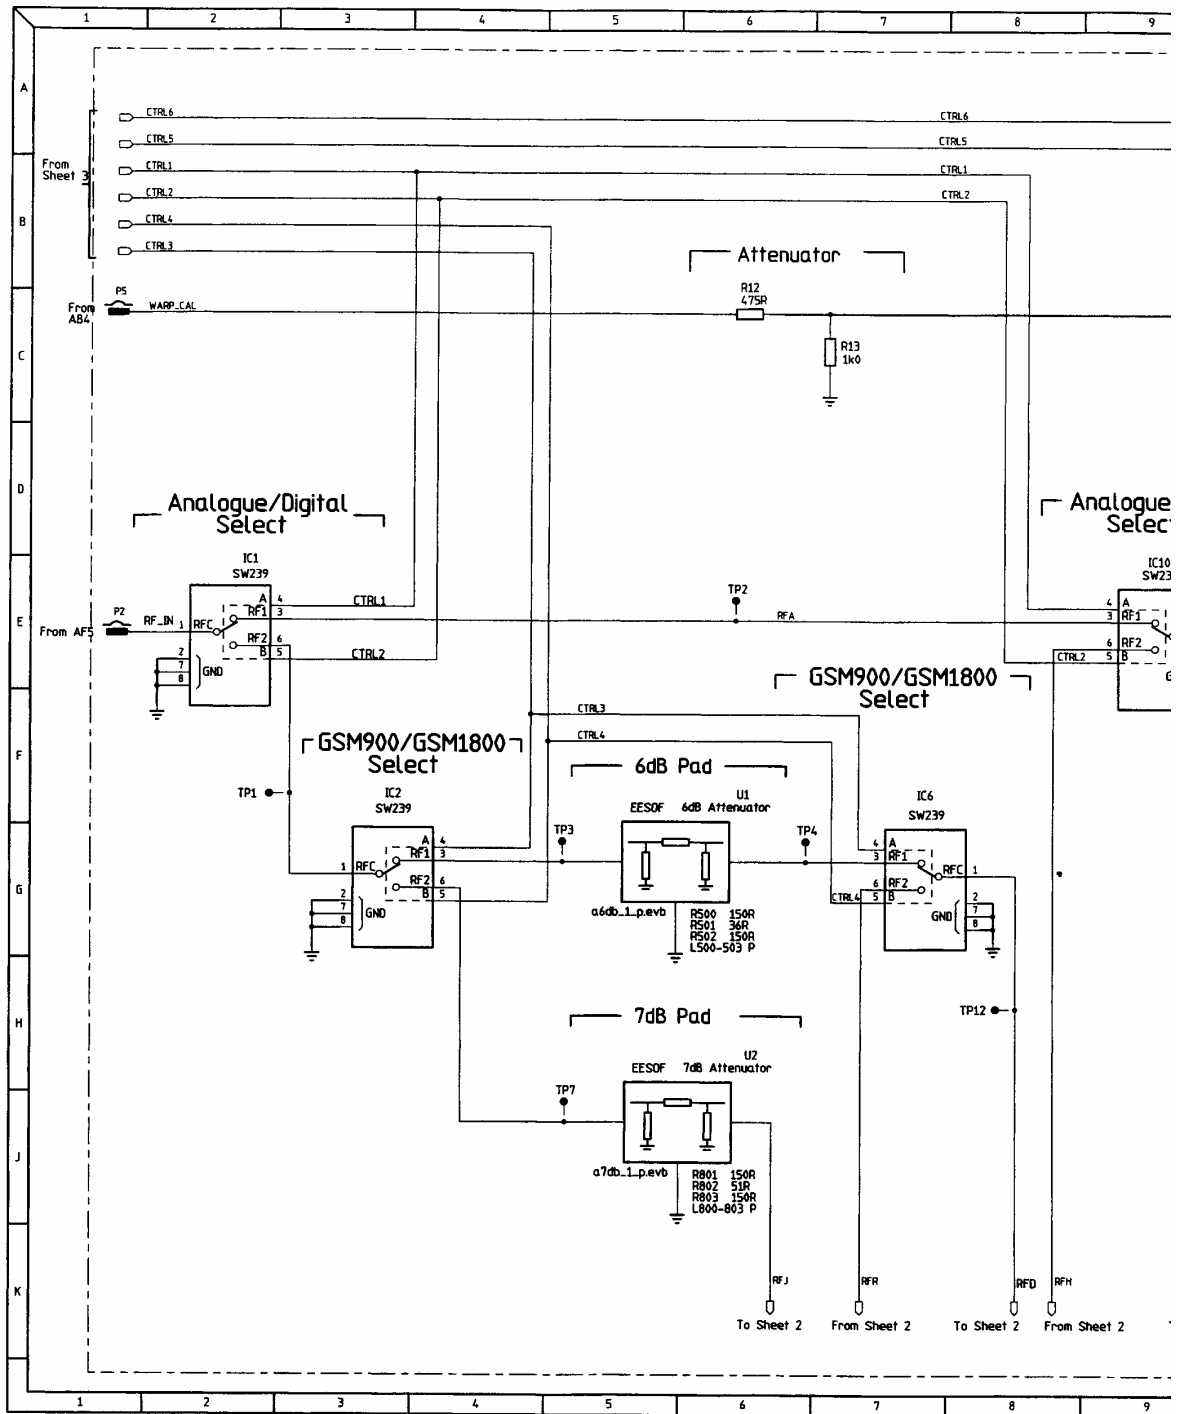 1 2 3 4 5 6 7 8 9
A
B
C
D
E
F
G
H
J
K
CTRL6 CTRL6
CTRL5 CTRL5
From
Sheet 3
CTRL1 CTRL1
CTRL2 CTRL2
CTRL4
CTRL3
Attenuator
P5
From
AB4
WARP_CAL
R12
475R
R13
1k0
Analogue/Digital
Select
Analogue
Selec
IC1
SW239
IC10
SW23
P2
From AF5
RF_IN
1 RFC
A 4
RF1 3
RF2 6
B 5
2
7
8
GND
CTRL1
CTRL2
TP2
RFA
4 A
3 RF1
6 RF2
5 B
CTRL2
GSM900/GSM1800
Select
CTRL3
CTRL4
GSM900/GSM1800
Select
TP1
IC2
SW239
1 RFC
A 4
RF1 3
RF2 6
B 5
2
7
8
GND
6dB Pad
U1
EESOF 6dB Attenuator
TP3
TP4
a6db_1_p.evb
R500 150R
R501 36R
R502 150R
L500-503 P
IC6
SW239
4 A
3 RF1
6 RF2
5 B
CTRL4
RFC 1
2
7
8
GND
TP12
7dB Pad
U2
EESOF 7dB Attenuator
TP7
a7db_1_p.evb
R801 150R
R802 51R
R803 150R
L800-803 P
RFJ
RFR
RFD
RFH
To Sheet 2
From Sheet 2
To Sheet 2
From Sheet 2
1 2 3 4 5 6 7 8 9